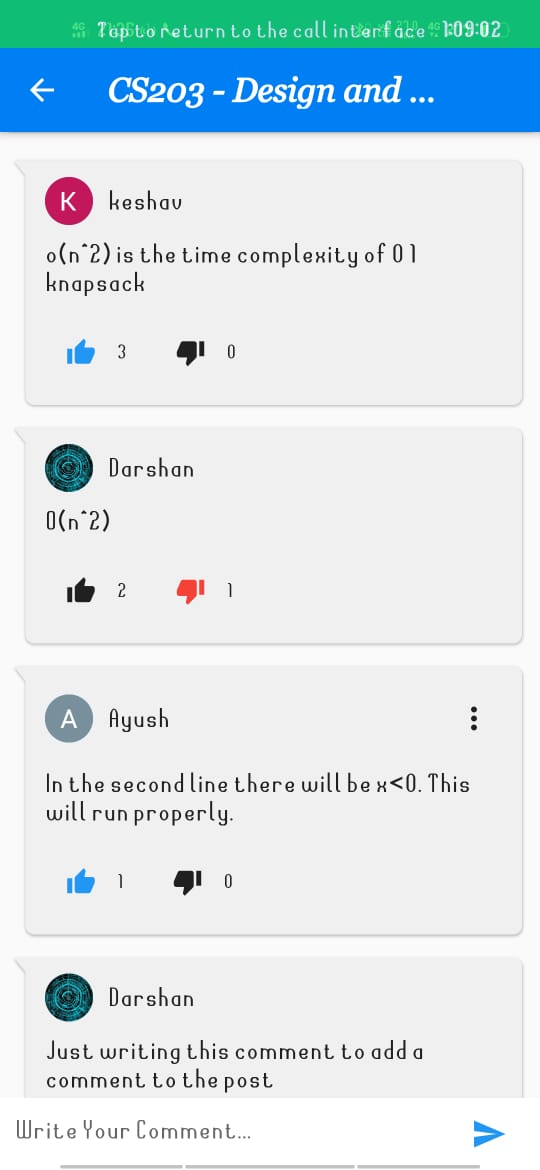 Tap to return to the call interface 1:09:02
CS203 - Design and ...
K keshav
o(n^2) is the time complexity of 0 1
knapsack
3 0
Darshan
O(n^2)
2 1
A Ayush
In the second line there will be x<0. This
will run properly.
1 0
Darshan
Just writing this comment to add a
comment to the post
Write Your Comment...